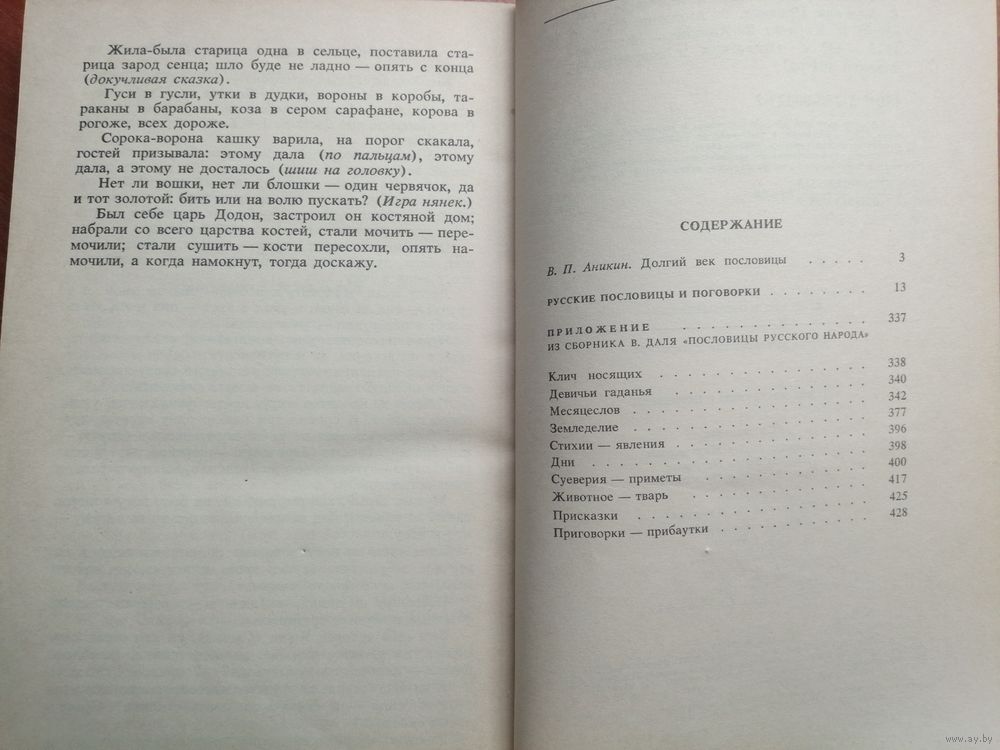 Жила-была старица одна в сельце, поставила ста-
рица зарод сенца; шло буде не ладно — опять с конца
(докучливая сказка).
Гуси в гусли, утки в дудки, вороны в коробы, та-
раканы в барабаны, коза в сером сарафане, корова в
рогоже, всех дороже.
Сорока-ворона кашку варила, на порог скакала,
гостей призывала: этому дала (по пальцам), этому
дала, а этому не досталось (шиш на головку).
Нет ли вошки, нет ли блошки — один червячок, да
и тот золотой: бить или на волю пускать? (Игра нянек.)
Был себе царь Додон, застроил он костяной дом;
набрали со всего царства костей, стали мочить — пере-
мочили; стали сушить — кости пересохли, опять на-
мочили, а когда намокнут, тогда доскажу.
СОДЕРЖАНИЕ
В. П. Аникин. Долгий век пословицы . . . . . 3
РУССКИЕ ПОСЛОВИЦЫ И ПОГОВОРКИ . . . . . . . . 13
ПРИЛОЖЕНИЕ . . . . . . . . . . . . 337
ИЗ СБОРНИКА В. ДАЛЯ «ПОСЛОВИЦЫ РУССКОГО НАРОДА»
Клич носящих . . . . . . . . . . . . 338
Девичьи гаданья . . . . . . . . . . . 340
Месяцеслов . . . . . . . . . . . . . 342
Земледелие . . . . . . . . . . . . . 377
Стихии — явления . . . . . . . . . . . 396
Дни . . . . . . . . . . . . . . . 398
Суеверия — приметы . . . . . . . . . . 400
Животное — тварь . . . . . . . . . . . 417
Присказки . . . . . . . . . . . . . 425
Приговорки — прибаутки . . . . . . . . . 428
www.ay.by